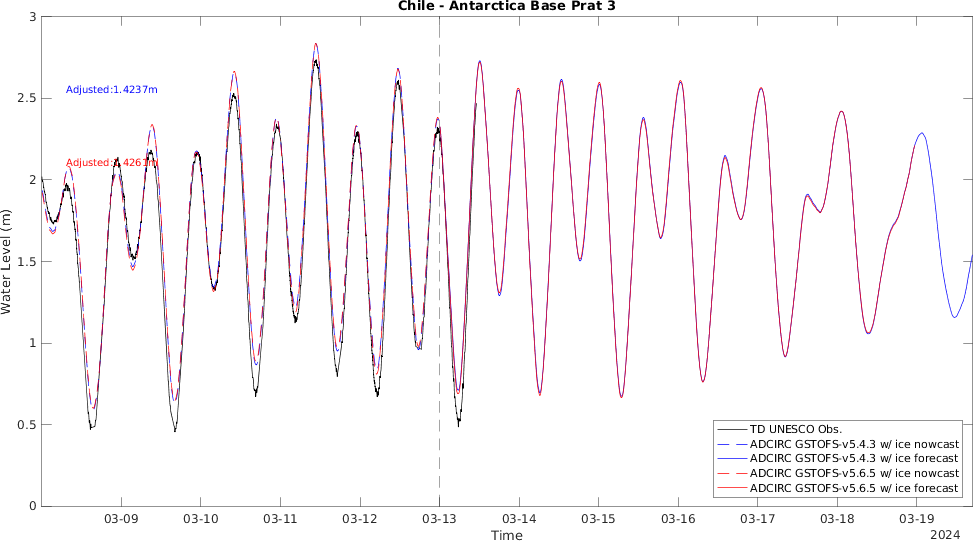 Chile - Antarctica Base Prat 3
3
2.5
2
1.5
1
0.5
0
Water Level (m)
Adjusted:1.4237m
Adjusted:1.4261m
TD UNESCO Obs.
ADCIRC GSTOFS-v5.4.3 w/ ice nowcast
ADCIRC GSTOFS-v5.4.3 w/ ice forecast
ADCIRC GSTOFS-v5.6.5 w/ ice nowcast
ADCIRC GSTOFS-v5.6.5 w/ ice forecast
03-09 03-10 03-11 03-12 03-13 03-14 03-15 03-16 03-17 03-18 03-19
Time
2024